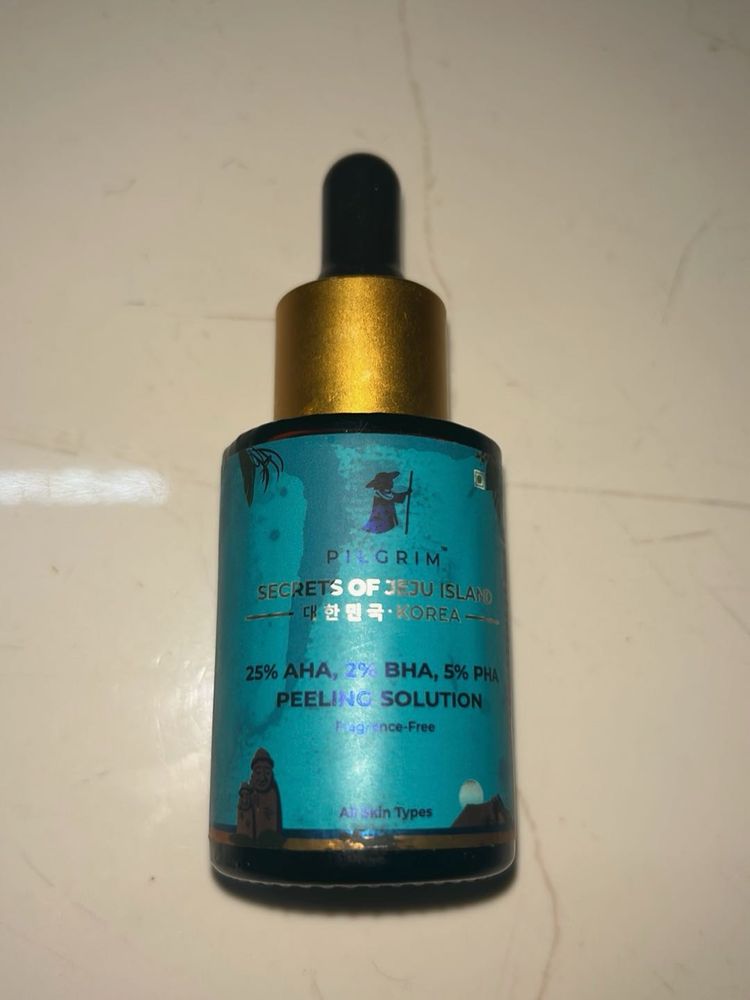 PILGRIM™
SECRETS OF JEJU ISLAND
대한민국·KOREA
25% AHA, 2% BHA, 5% PHA
PEELING SOLUTION
Fragrence-Free
All Skin Types